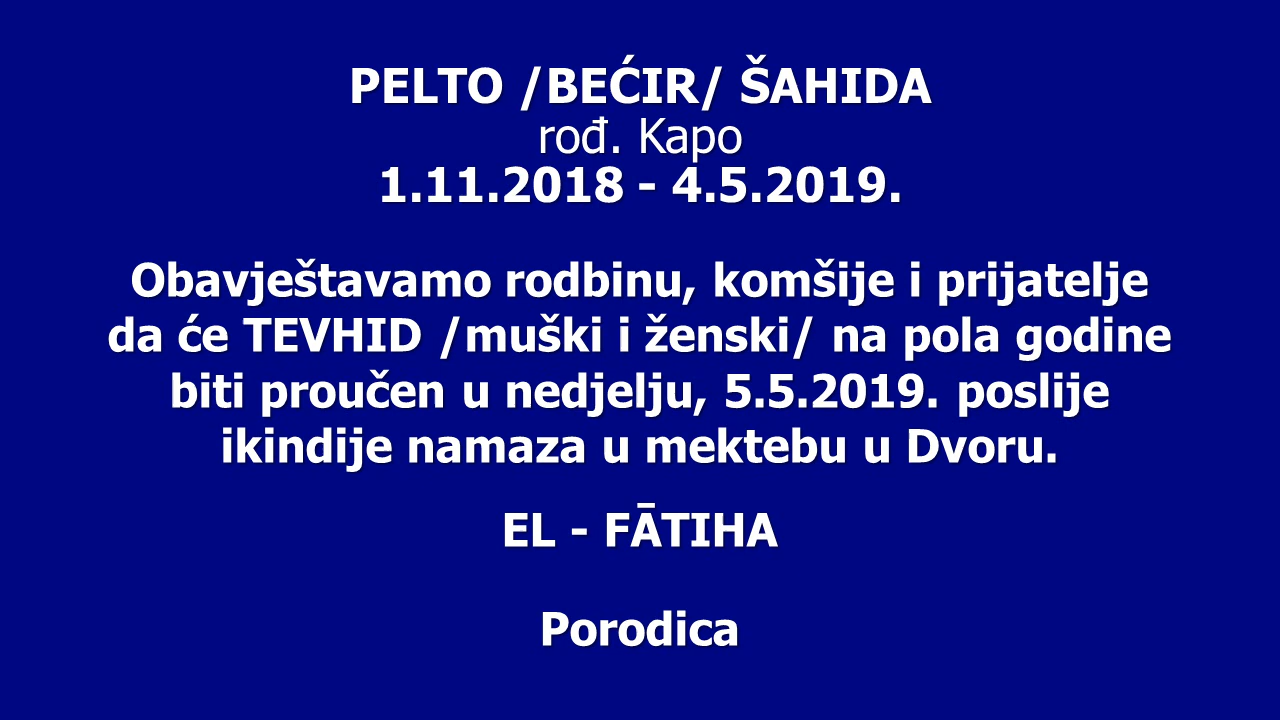 PELTO /BEĆIR/ ŠAHIDA
rođ. Kapo
1.11.2018 - 4.5.2019.
Obavještavamo rodbinu, komšije i prijatelje
da će TEVHID /muški i ženski/ na pola godine
biti proučen u nedjelju, 5.5.2019. poslije
ikindije namaza u mektebu u Dvoru.
EL - FĀTIHA
Porodica